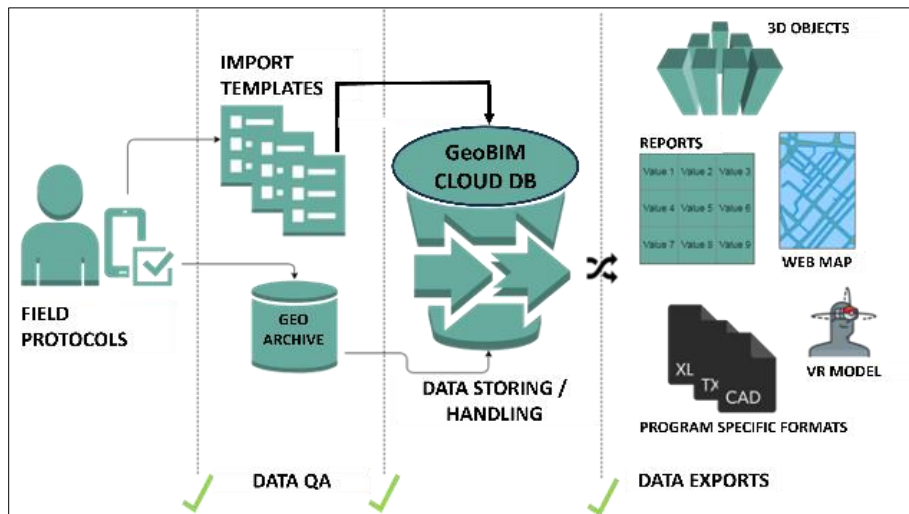 3D OBJECTS
IMPORT
TEMPLATES
REPORTS
GeoBIM
CLOUD DB
Value 1 Value 2 Value 3
Value 4 Value 5 Value 6
Value 7 Value 8 Value 9
WEB MAP
FIELD
PROTOCOLS
GEO
ARCHIVE
XL
TX
CAD
VR MODEL
DATA STORING /
HANDLING
PROGRAM SPECIFIC FORMATS
DATA QA
DATA EXPORTS